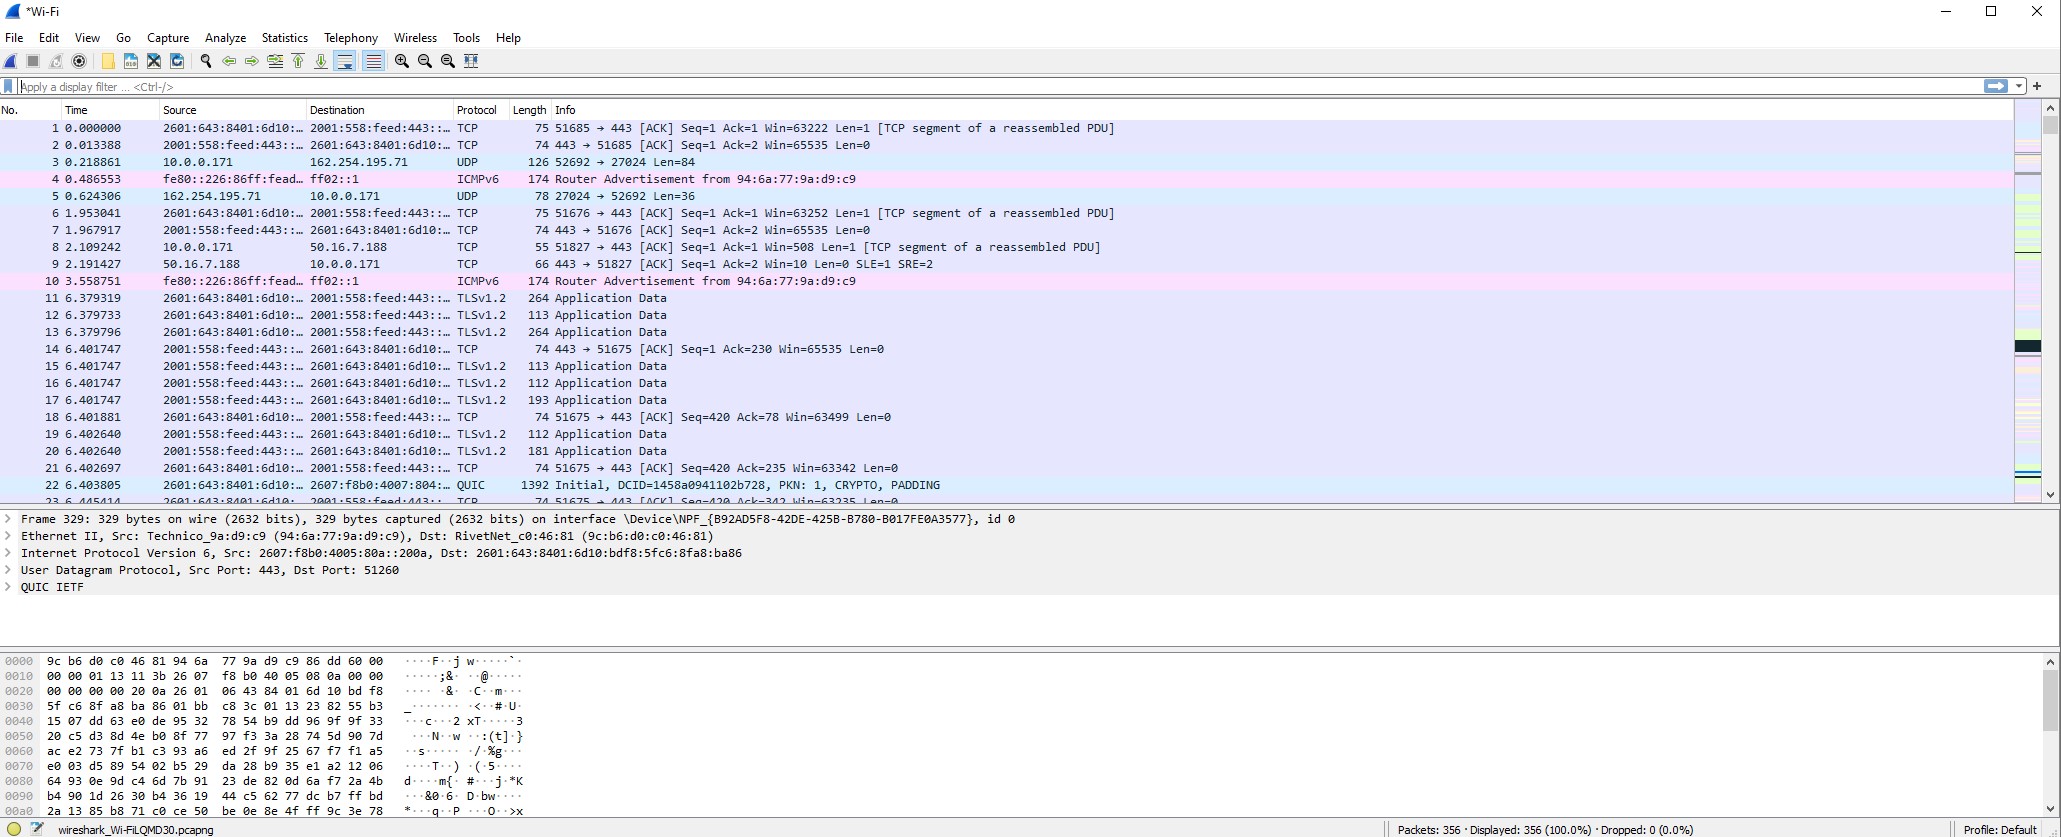 *Wi-Fi
File Edit View Go Capture Analyze Statistics Telephony Wireless Tools Help
Apply a display filter ... <Ctrl-/>
No. Time Source Destination Protocol Length Info
1 0.000000 2601:643:8401:6d10:… 2001:558:feed:443::… TCP 75 51685 → 443 [ACK] Seq=1 Ack=1 Win=63222 Len=1 [TCP segment of a reassembled PDU]
2 0.013388 2001:558:feed:443::… 2601:643:8401:6d10:… TCP 74 443 → 51685 [ACK] Seq=1 Ack=2 Win=65535 Len=0
3 0.218861 10.0.0.171 162.254.195.71 UDP 126 52692 → 27024 Len=84
4 0.486553 fe80::226:86ff:fead… ff02::1 ICMPv6 174 Router Advertisement from 94:6a:77:9a:d9:c9
5 0.624306 162.254.195.71 10.0.0.171 UDP 78 27024 → 52692 Len=36
6 1.953041 2601:643:8401:6d10:… 2001:558:feed:443::… TCP 75 51676 → 443 [ACK] Seq=1 Ack=1 Win=63252 Len=1 [TCP segment of a reassembled PDU]
7 1.967917 2001:558:feed:443::… 2601:643:8401:6d10:… TCP 74 443 → 51676 [ACK] Seq=1 Ack=2 Win=65535 Len=0
8 2.109242 10.0.0.171 50.16.7.188 TCP 55 51827 → 443 [ACK] Seq=1 Ack=1 Win=508 Len=1 [TCP segment of a reassembled PDU]
9 2.191427 50.16.7.188 10.0.0.171 TCP 66 443 → 51827 [ACK] Seq=1 Ack=2 Win=10 Len=0 SLE=1 SRE=2
10 3.558751 fe80::226:86ff:fead… ff02::1 ICMPv6 174 Router Advertisement from 94:6a:77:9a:d9:c9
11 6.379319 2601:643:8401:6d10:… 2001:558:feed:443::… TLSv1.2 264 Application Data
12 6.379733 2601:643:8401:6d10:… 2001:558:feed:443::… TLSv1.2 113 Application Data
13 6.379796 2601:643:8401:6d10:… 2001:558:feed:443::… TLSv1.2 264 Application Data
14 6.401747 2001:558:feed:443::… 2601:643:8401:6d10:… TCP 74 443 → 51675 [ACK] Seq=1 Ack=230 Win=65535 Len=0
15 6.401747 2001:558:feed:443::… 2601:643:8401:6d10:… TLSv1.2 113 Application Data
16 6.401747 2001:558:feed:443::… 2601:643:8401:6d10:… TLSv1.2 112 Application Data
17 6.401747 2001:558:feed:443::… 2601:643:8401:6d10:… TLSv1.2 193 Application Data
18 6.401881 2601:643:8401:6d10:… 2001:558:feed:443::… TCP 74 51675 → 443 [ACK] Seq=420 Ack=78 Win=63499 Len=0
19 6.402640 2001:558:feed:443::… 2601:643:8401:6d10:… TLSv1.2 112 Application Data
20 6.402640 2001:558:feed:443::… 2601:643:8401:6d10:… TLSv1.2 181 Application Data
21 6.402697 2601:643:8401:6d10:… 2001:558:feed:443::… TCP 74 51675 → 443 [ACK] Seq=420 Ack=235 Win=63342 Len=0
22 6.403805 2601:643:8401:6d10:… 2607:f8b0:4007:804:… QUIC 1392 Initial, DCID=1458a0941102b728, PKN: 1, CRYPTO, PADDING
23 6.445414 2601:643:8401:6d10:… 2001:558:feed:443::… TCP 74 51675 → 443 [ACK] Seq=420 Ack=342 Win=63235 Len=0
Frame 329: 329 bytes on wire (2632 bits), 329 bytes captured (2632 bits) on interface \Device\NPF_{B92AD5F8-42DE-425B-B780-B017FE0A3577}, id 0
Ethernet II, Src: Technico_9a:d9:c9 (94:6a:77:9a:d9:c9), Dst: RivetNet_c0:46:81 (9c:b6:d0:c0:46:81)
Internet Protocol Version 6, Src: 2607:f8b0:4005:80a::200a, Dst: 2601:643:8401:6d10:bdf8:5fc6:8fa8:ba86
User Datagram Protocol, Src Port: 443, Dst Port: 51260
QUIC IETF
0000 9c b6 d0 c0 46 81 94 6a 77 9a d9 c9 86 dd 60 00 ····F··j w·····`·
0010 00 00 01 13 11 3b 26 07 f8 b0 40 05 08 0a 00 00 ·····;&· ··@·····
0020 00 00 00 00 20 0a 26 01 06 43 84 01 6d 10 bd f8 ···· ·&· ·C··m···
0030 5f c6 8f a8 ba 86 01 bb c8 3c 01 13 23 82 55 b3 _······· ·<··#·U·
0040 15 07 dd 63 e0 de 95 32 78 54 b9 dd 96 9f 9f 33 ···c···2 xT·····3
0050 20 c5 d3 8d 4e b0 8f 77 97 f3 3a 28 74 5d 90 7d ···N··w ··:(t]·}
0060 ac e2 73 7f b1 c3 93 a6 ed 2f 9f 25 67 f7 f1 a5 ··s····· ·/·%g···
0070 e0 03 d5 89 54 02 b5 29 da 28 b9 35 e1 a2 12 06 ····T··) ·(·5····
0080 64 93 0e 9d c4 6d 7b 91 23 de 82 0d 6a f7 2a 4b d····m{· #···j·*K
0090 b4 90 1d 26 30 b4 36 19 44 c5 62 77 dc b7 ff bd ···&0·6· D·bw····
00a0 2a 13 85 b8 71 c0 ce 50 be 0e 8e 4f ff 9c 3e 78 *···q··P ···O··>x
wireshark_Wi-FiLQMD30.pcapng Packets: 356 · Displayed: 356 (100.0%) · Dropped: 0 (0.0%) Profile: Default